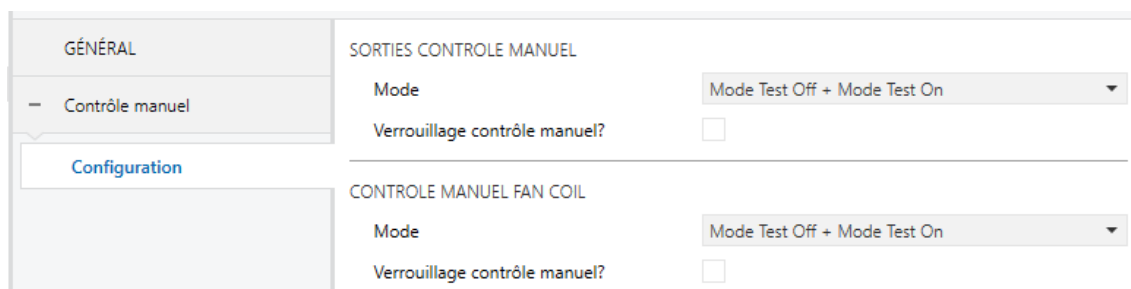 GÉNÉRAL
− Contrôle manuel
Configuration
SORTIES CONTROLE MANUEL
Mode Mode Test Off + Mode Test On
Verrouillage contrôle manuel?
CONTROLE MANUEL FAN COIL
Mode Mode Test Off + Mode Test On
Verrouillage contrôle manuel?